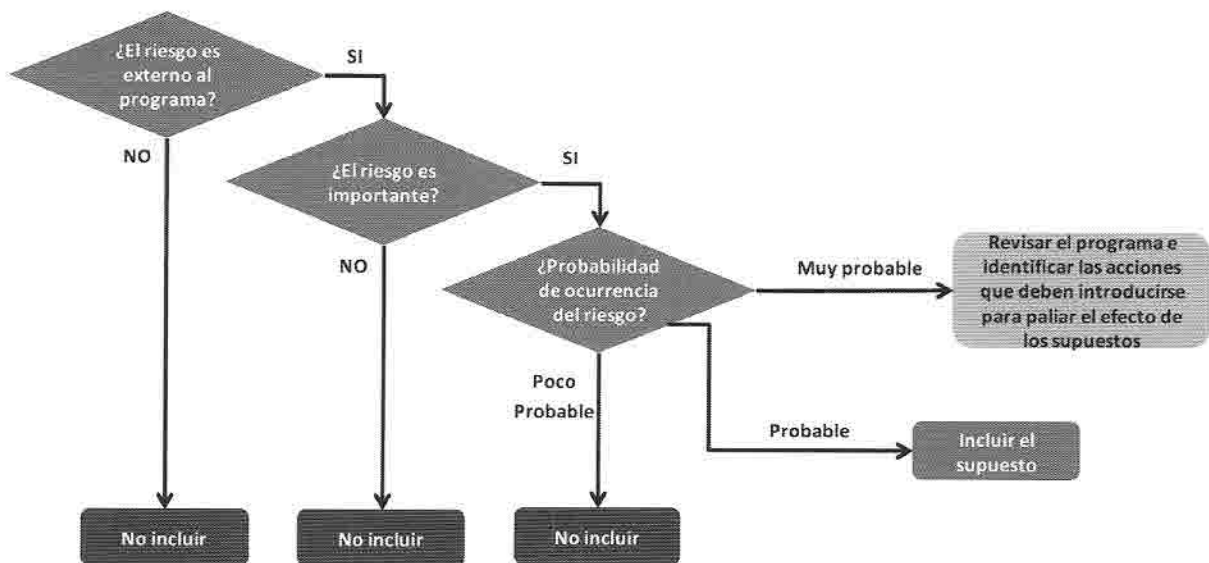 ¿El riesgo es
externo al
programa?
SI
NO
¿El riesgo es
importante?
SI
NO
¿Probabilidad
de ocurrencia
del riesgo?
Muy probable
Revisar el programa e
identificar las acciones
que deben introducirse
para paliar el efecto de
los supuestos
Poco
Probable
Probable
Incluir el
supuesto
No incluir
No incluir
No incluir